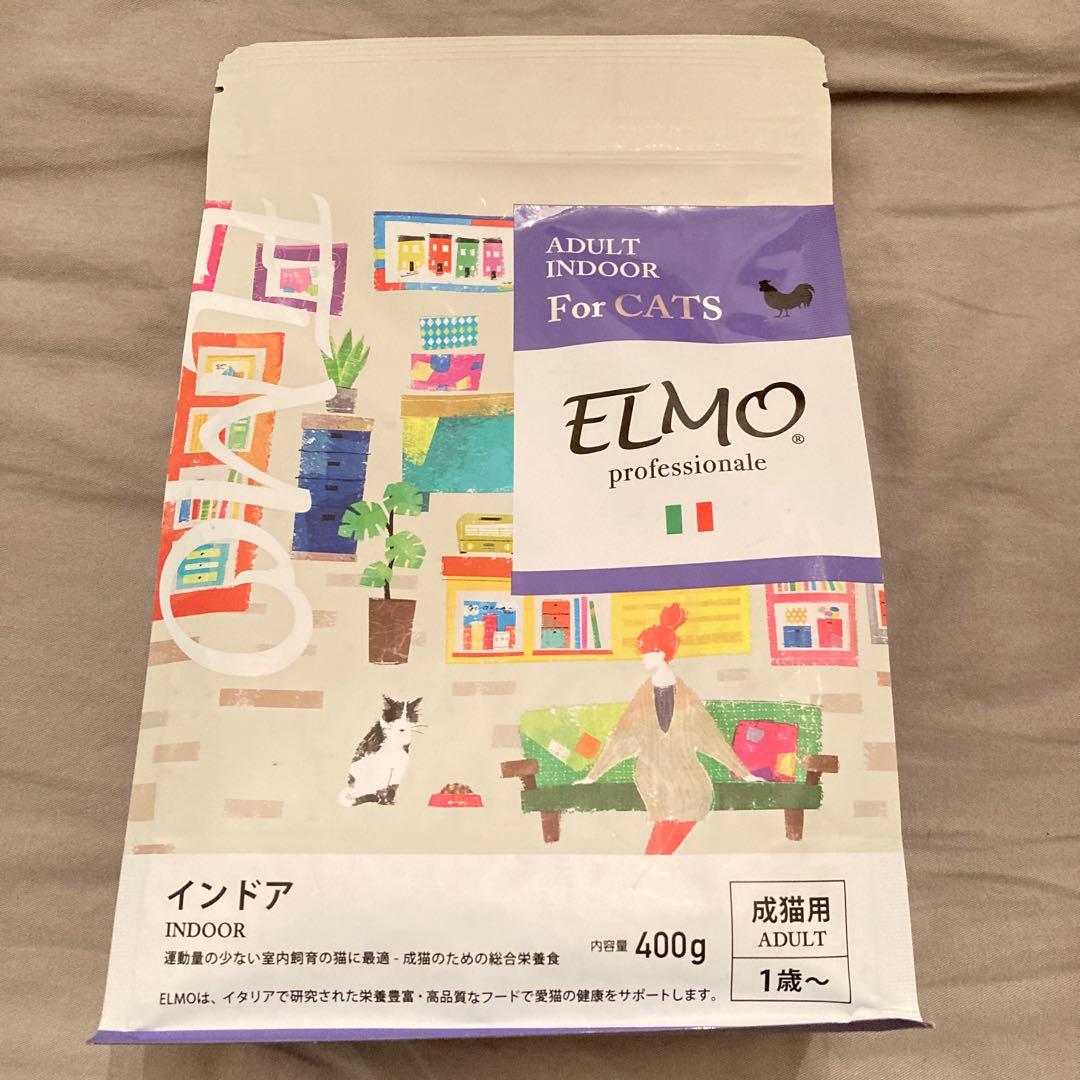 ELMO
ADULT
INDOOR
For CATS
ELMO®
professionale
インドア
INDOOR
運動量の少ない室内飼育の猫に最適 - 成猫のための総合栄養食
内容量 400g
ELMOは、イタリアで研究された栄養豊富・高品質なフードで愛猫の健康をサポートします。
成猫用
ADULT
1歳～